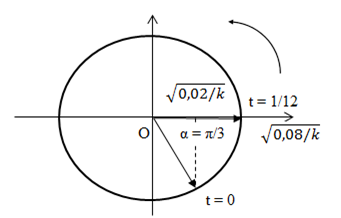 √0,02/k
t = 1/12
O
α = π/3
√0,08/k
t = 0